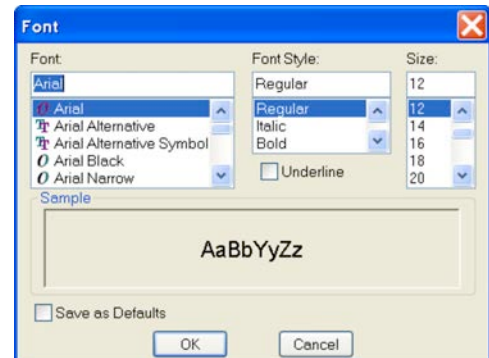 Font
Font: Font Style: Size:
Arial Regular 12
Arial Regular 12
Arial Alternative Italic 14
Arial Alternative Symbol Bold 16
Arial Black 18
Arial Narrow Underline 20
Sample
AaBbYyZz
Save as Defaults
OK Cancel